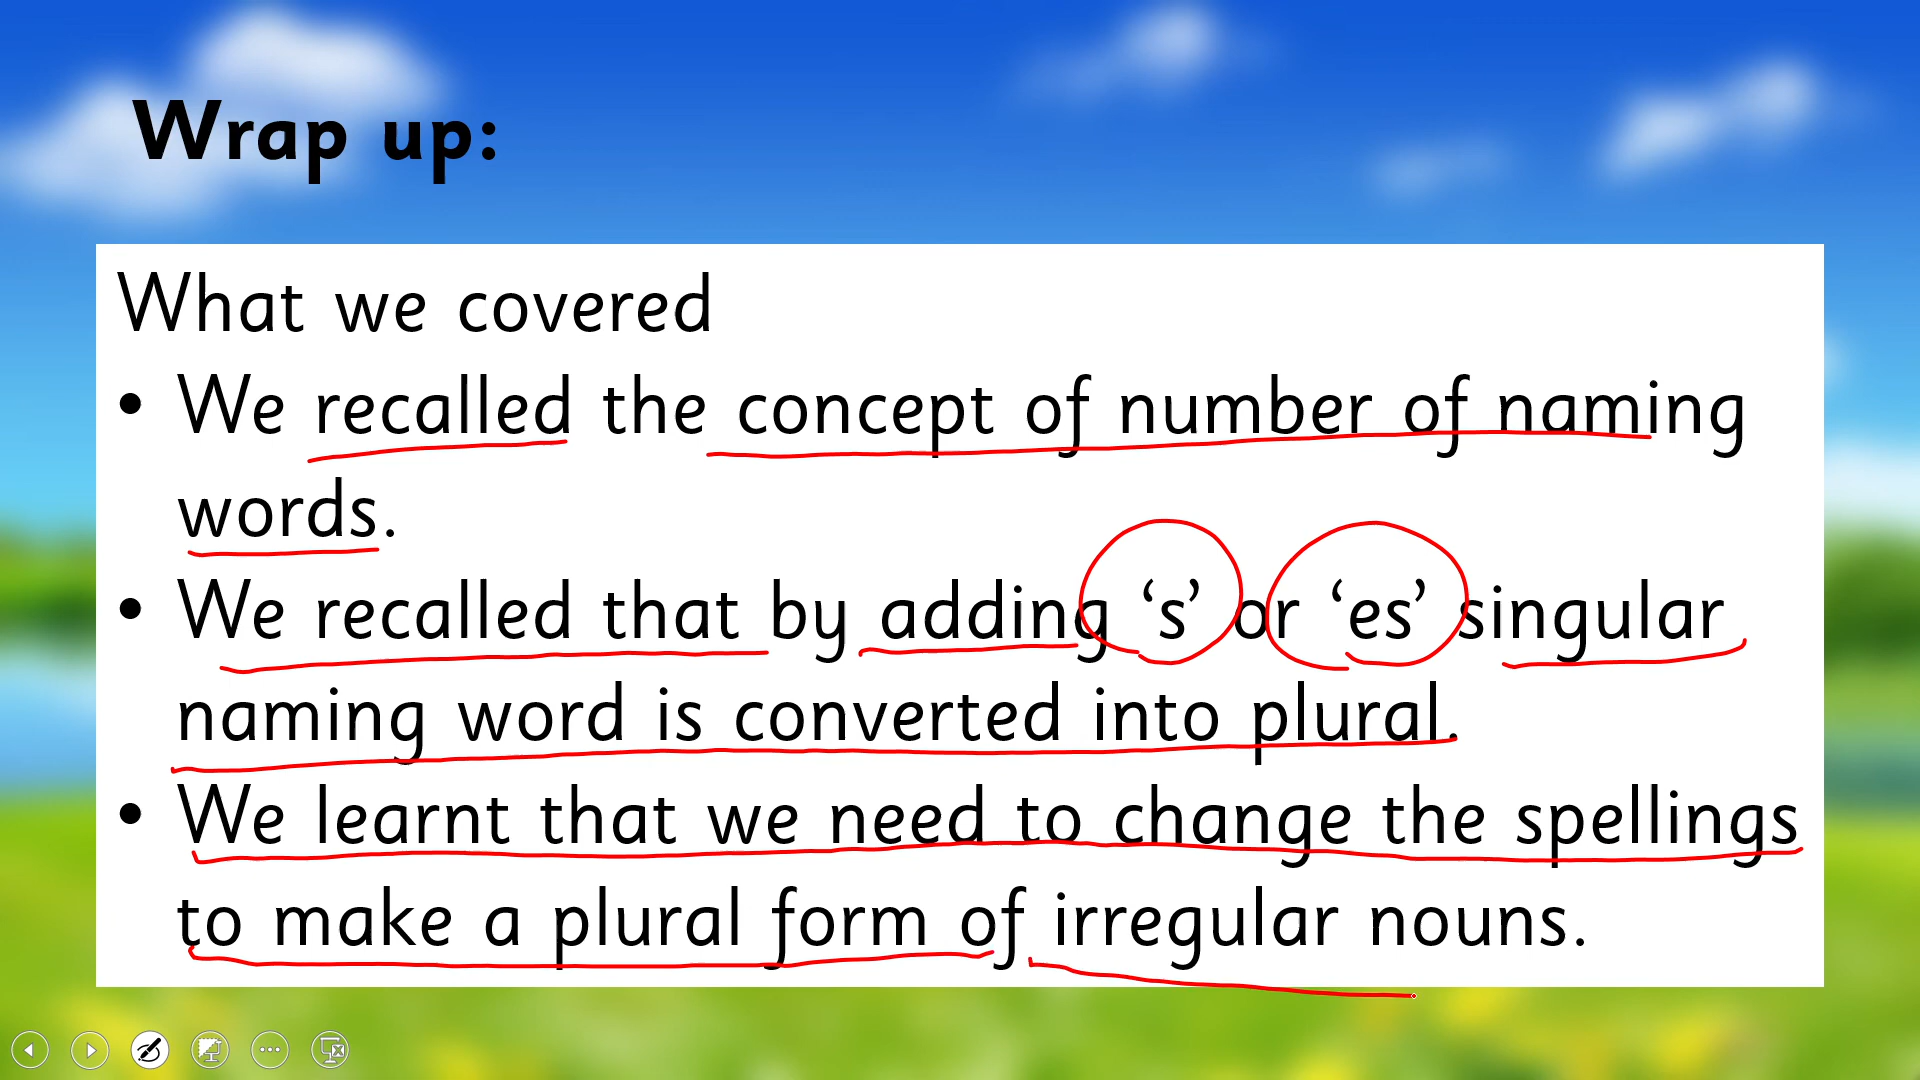 Wrap up:
What we covered
• We recalled the concept of number of naming
words.
• We recalled that by adding ‘s’ or ‘es’ singular
naming word is converted into plural.
• We learnt that we need to change the spellings
to make a plural form of irregular nouns.